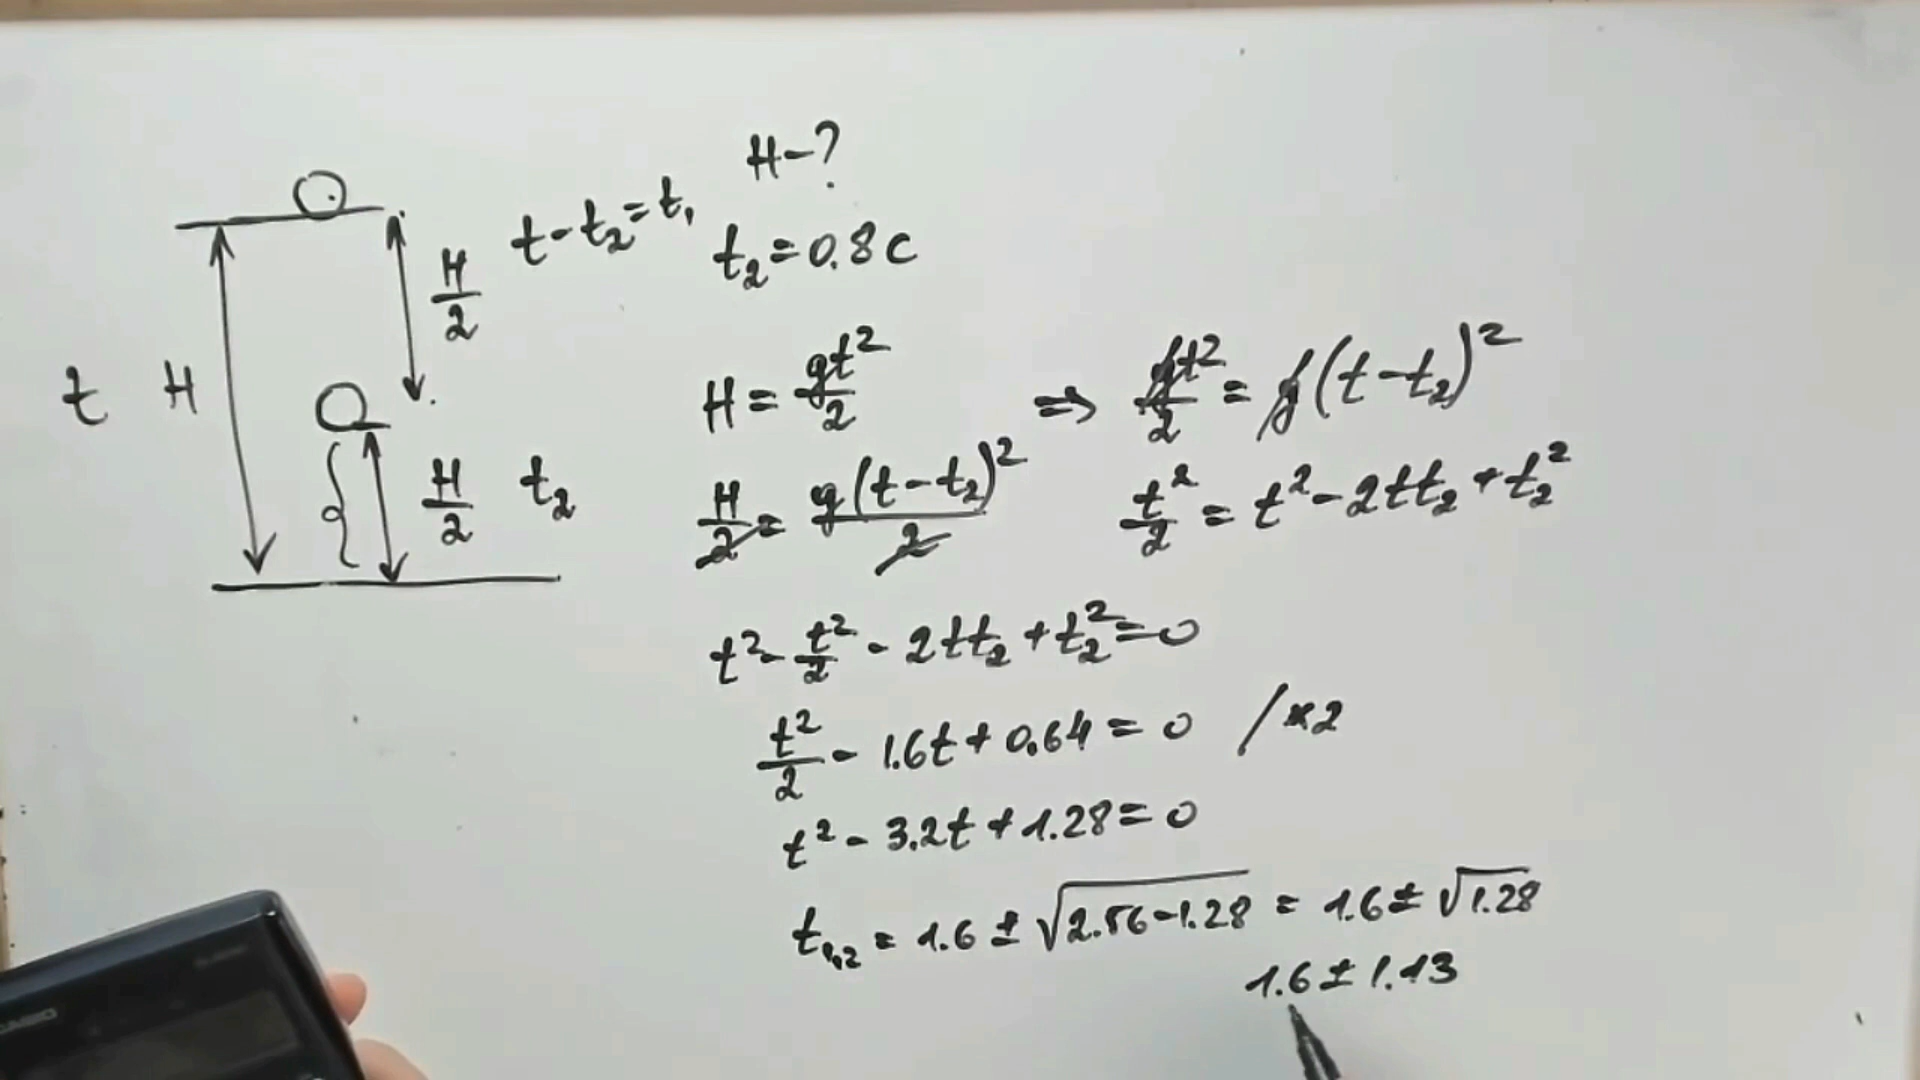 H-?
t-t₂=t₁
t₂=0.8c
H/2
t H
H/2 t₂
H=gt²/2 => gt²/2=g(t-t₂)²
H/2=g(t-t₂)²/2
t²/2=t²-2tt₂+t₂²
t²-t²/2-2tt₂+t₂²=0
t²/2-1.6t+0.64=0 /×2
t²-3.2t+1.28=0
t₁,₂=1.6±√2.56-1.28=1.6±√1.28
1.6±1.13
CASIO